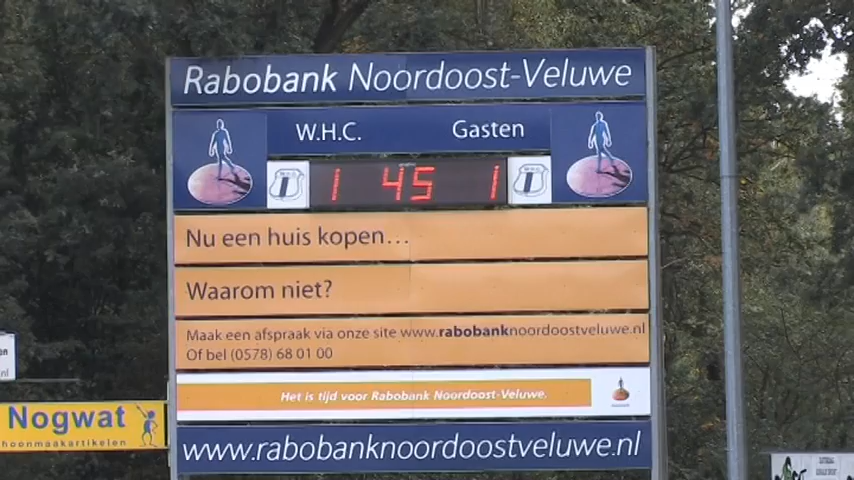 Rabobank Noordoost-Veluwe
W.H.C. Gasten
1 45 1
Nu een huis kopen...
Waarom niet?
Maak een afspraak via onze site www.rabobanknoordoostveluwe.nl
Of bel (0578) 68 01 00
Het is tijd voor Rabobank Noordoost-Veluwe.
www.rabobanknoordoostveluwe.nl
Nogwat
hoonmaakartikelen